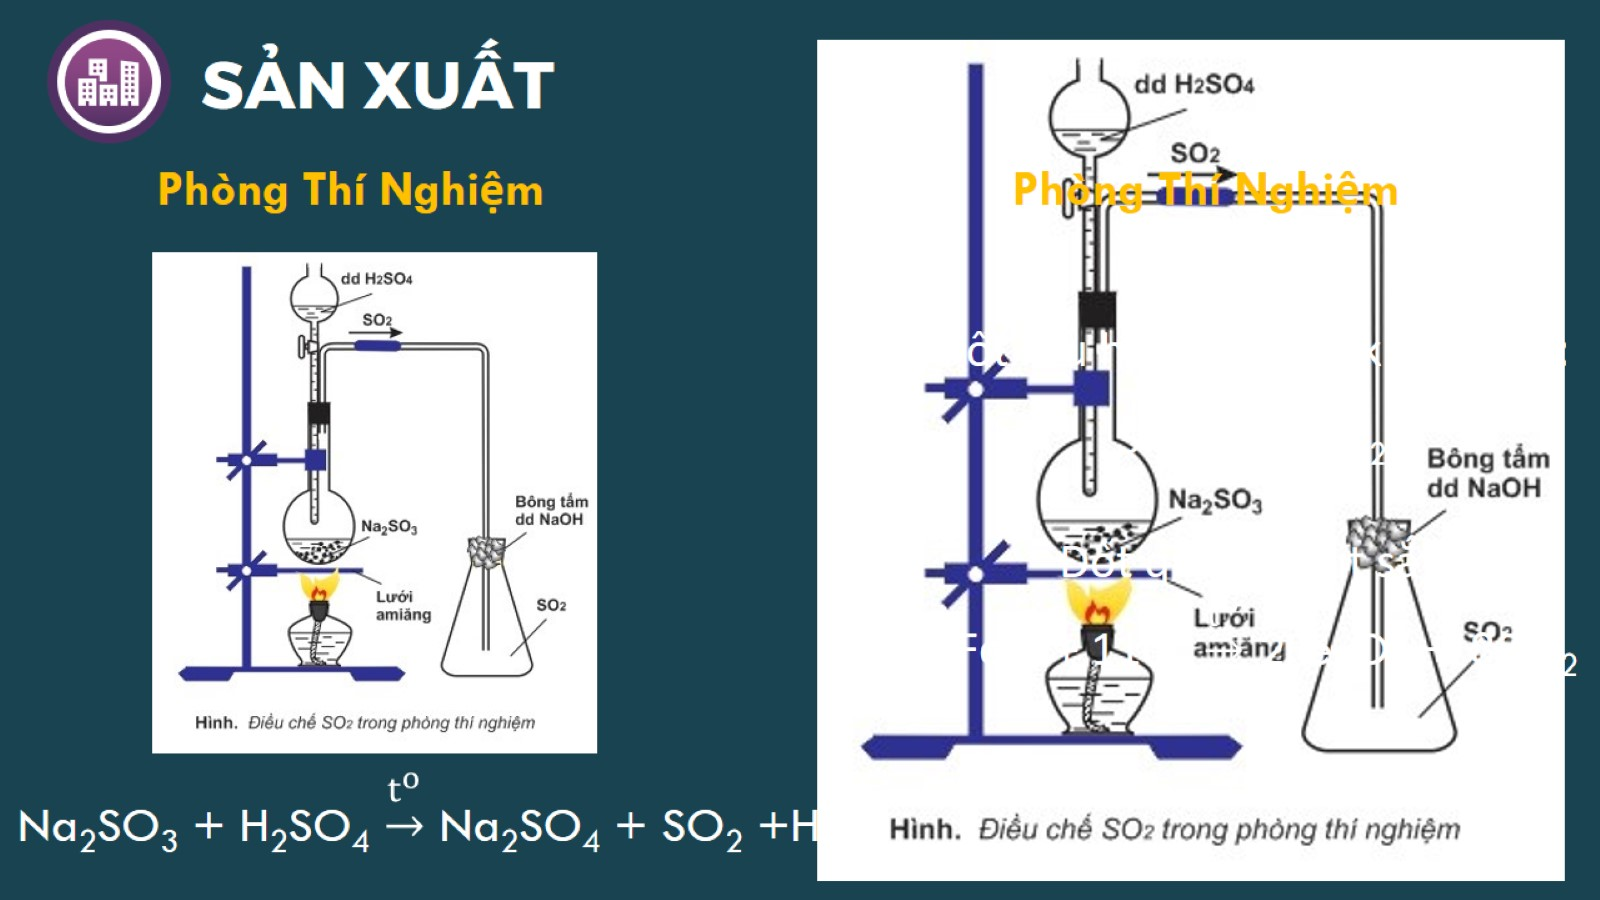 SẢN XUẤT
Phòng Thí Nghiệm
dd H2SO4
SO2
Na2SO3
Bông tẩm
dd NaOH
Lưới
amiăng
SO2
Hình. Điều chế SO2 trong phòng thí nghiệm
t⁰
Na₂SO₃ + H₂SO₄ → Na₂SO₄ + SO₂ +H
dd H2SO4
SO2
Phòng Thí Nghiệm
Bông tẩm
dd NaOH
Na2SO3
Lưới
amiăng
SO2
Hình. Điều chế SO2 trong phòng thí nghiệm